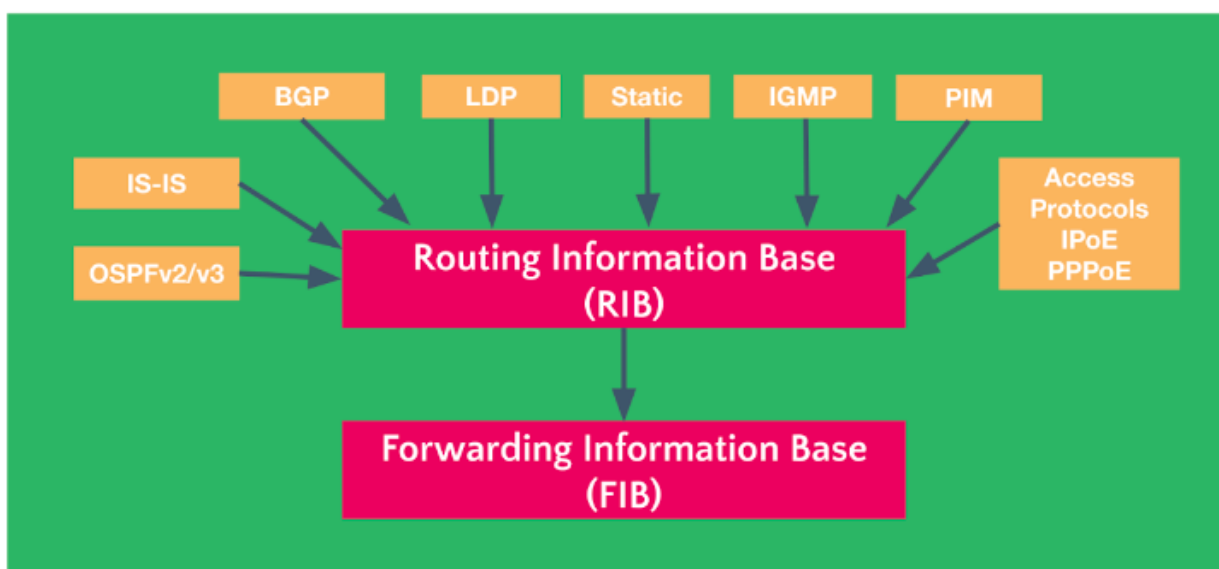 BGP
LDP
Static
IGMP
PIM
IS-IS
OSPFv2/v3
Access
Protocols
IPoE
PPPoE
Routing Information Base
(RIB)
Forwarding Information Base
(FIB)